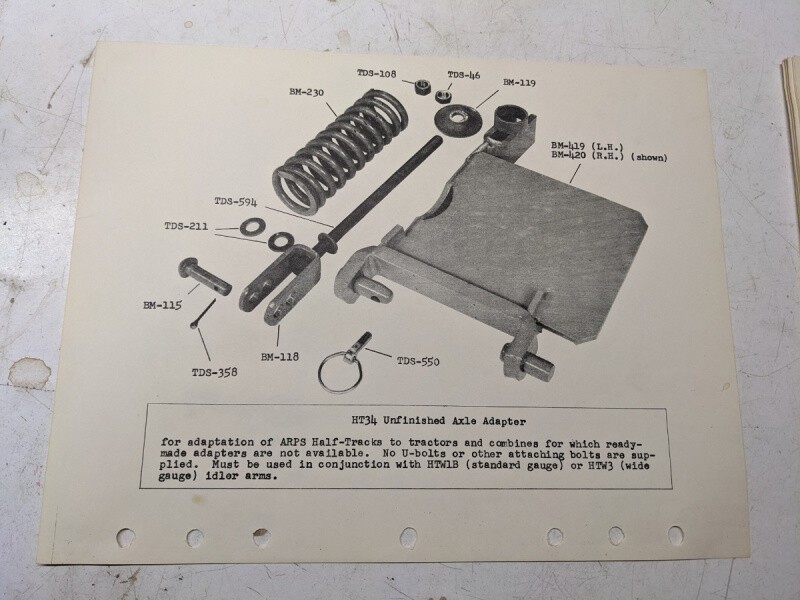 TDS-108
TDS-46
BM-119
BM-230
BM-419 (L.H.)
BM-420 (R.H.) (shown)
TDS-594
TDS-211
BM-115
BM-118
TDS-358
TDS-550
HT34 Unfinished Axle Adapter
for adaptation of ARPS Half-Tracks to tractors and combines for which ready-
made adapters are not available. No U-bolts or other attaching bolts are sup-
plied. Must be used in conjunction with HTW1B (standard gauge) or HTW3 (wide
gauge) idler arms.